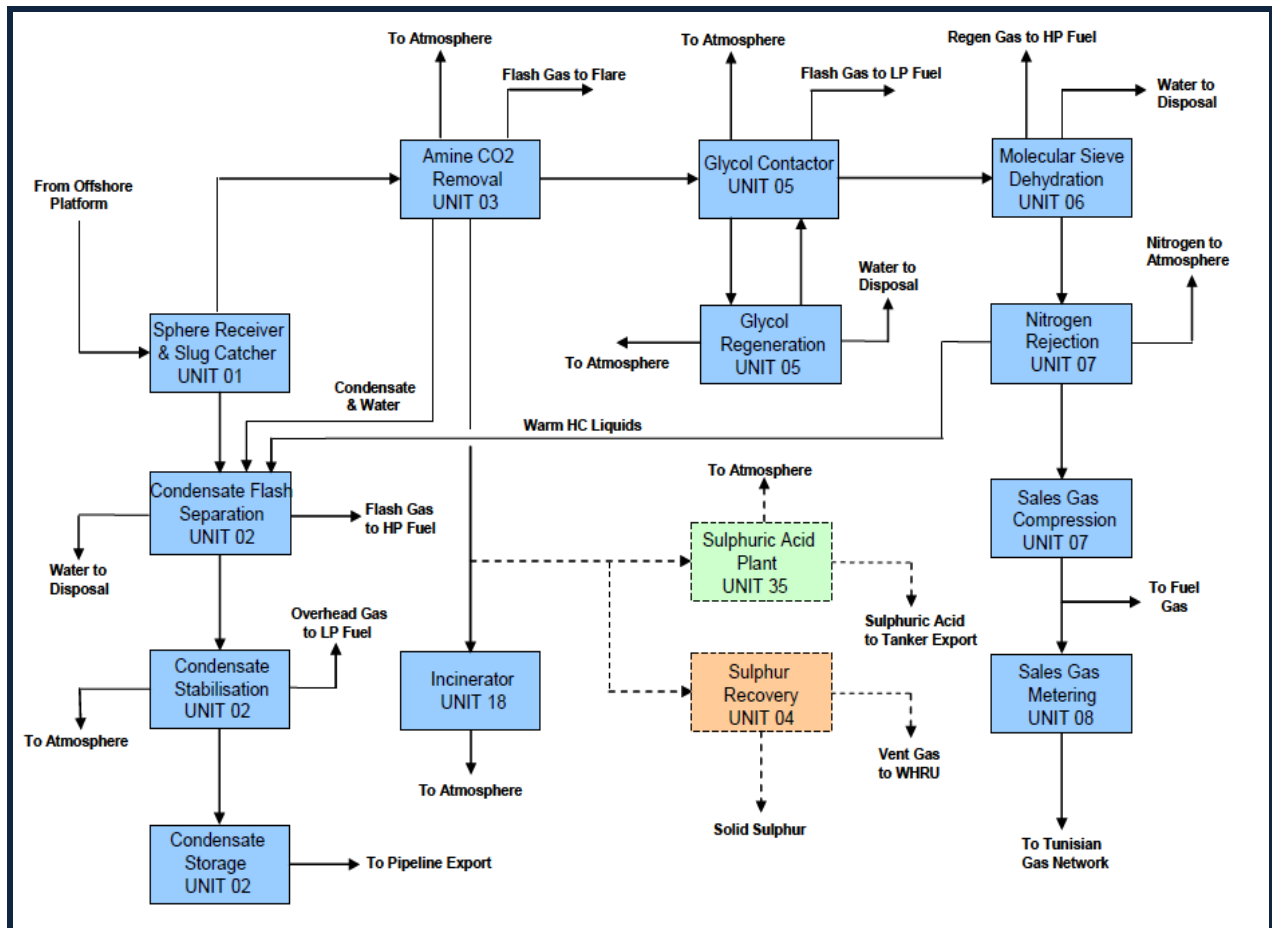 To Atmosphere
To Atmosphere
Regen Gas to HP Fuel
Flash Gas to Flare
Flash Gas to LP Fuel
Water to
Disposal
Amine CO2
Removal
UNIT 03
Glycol Contactor
UNIT 05
Molecular Sieve
Dehydration
UNIT 06
From Offshore
Platform
Nitrogen to
Atmosphere
Water to
Disposal
Sphere Receiver
& Slug Catcher
UNIT 01
Glycol
Regeneration
UNIT 05
Nitrogen
Rejection
UNIT 07
To Atmosphere
Condensate
& Water
Warm HC Liquids
To Atmosphere
Condensate Flash
Separation
UNIT 02
Flash Gas
to HP Fuel
Sales Gas
Compression
UNIT 07
Sulphuric Acid
Plant
UNIT 35
Water to
Disposal
To Fuel
Gas
Overhead Gas
to LP Fuel
Sulphuric Acid
to Tanker Export
Condensate
Stabilisation
UNIT 02
Incinerator
UNIT 18
Sulphur
Recovery
UNIT 04
Sales Gas
Metering
UNIT 08
To Atmosphere
Vent Gas
to WHRU
To Atmosphere
Solid Sulphur
Condensate
Storage
UNIT 02
To Pipeline Export
To Tunisian
Gas Network